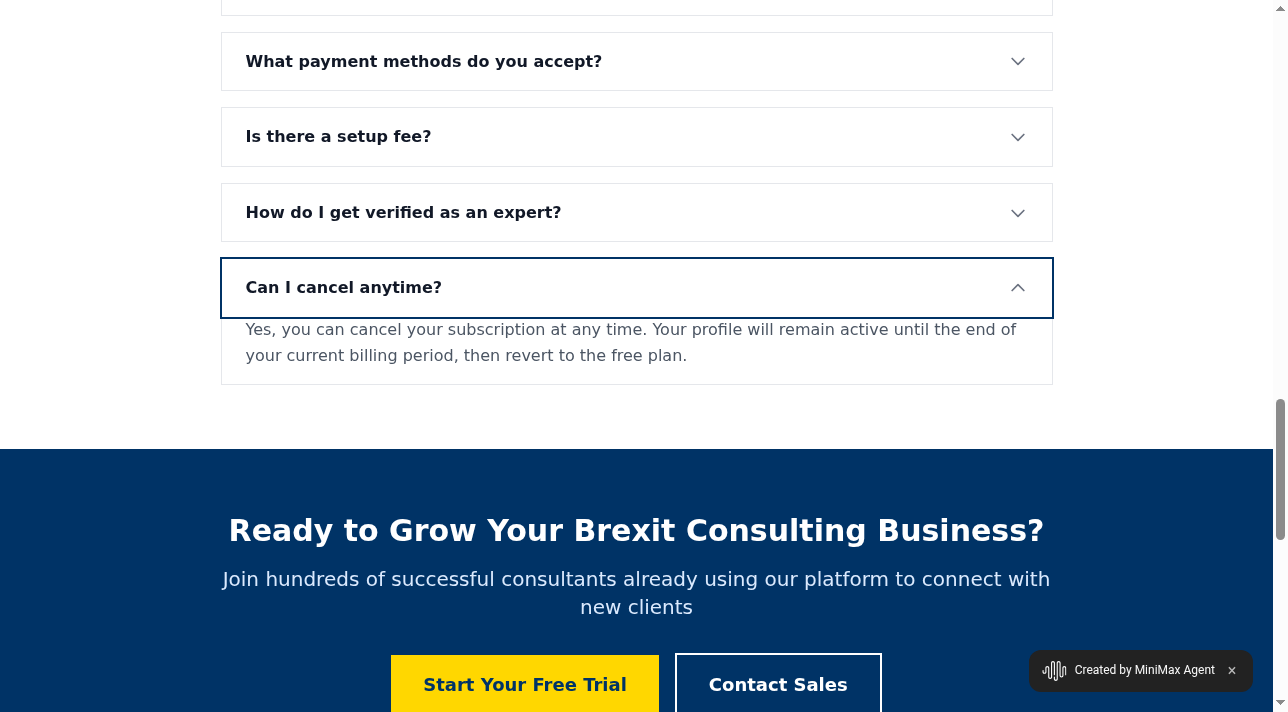 What payment methods do you accept?
Is there a setup fee?
How do I get verified as an expert?
Can I cancel anytime?
Yes, you can cancel your subscription at any time. Your profile will remain active until the end of
your current billing period, then revert to the free plan.
Ready to Grow Your Brexit Consulting Business?
Join hundreds of successful consultants already using our platform to connect with
new clients
Start Your Free Trial
Contact Sales
Created by MiniMax Agent